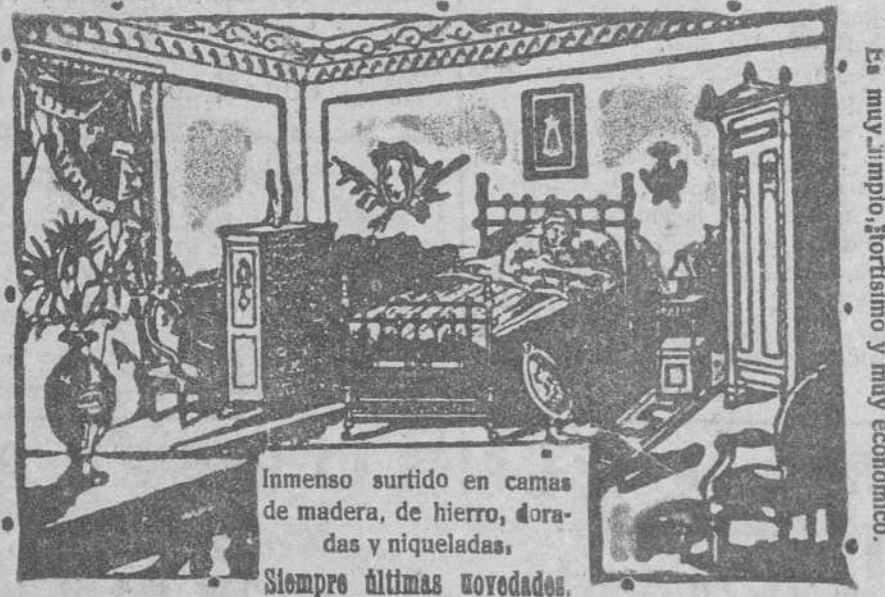 Inmenso surtido en camas
de madera, de hierro, dora-
das y niqueladas,
Siempre últimas novedades.
Es muy limpio, fortísimo y muy económico.